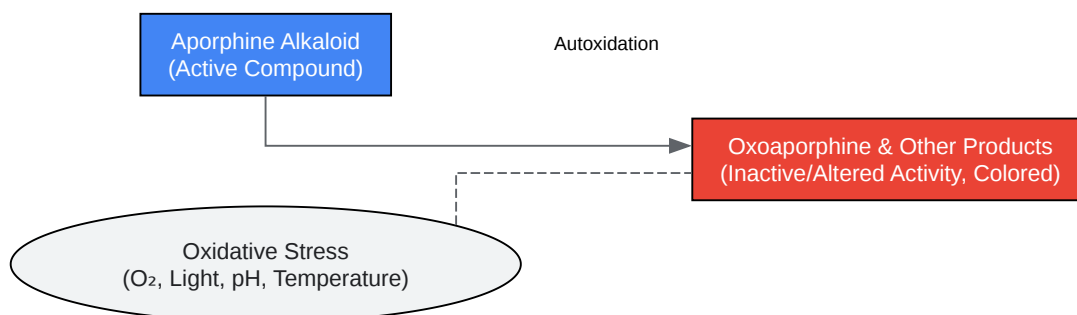 Aporphine Alkaloid
(Active Compound)
Autoxidation
Oxoaporphine & Other Products
(Inactive/Altered Activity, Colored)
Oxidative Stress
(O₂, Light, pH, Temperature)